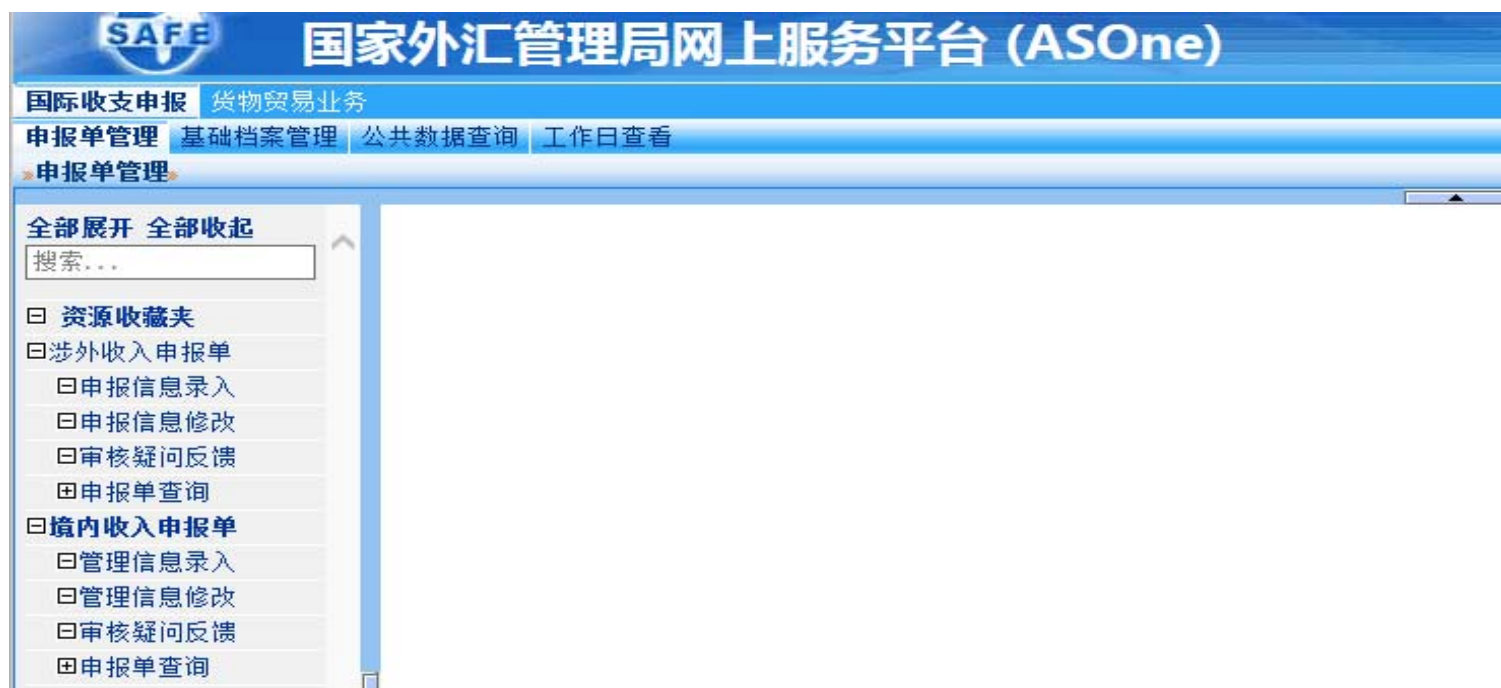 SAFE 国家外汇管理局网上服务平台 (ASOne)
国际收支申报 货物贸易业务
申报单管理 基础档案管理 公共数据查询 工作日查看
»申报单管理»
全部展开 全部收起
搜索...
资源收藏夹
涉外收入申报单
申报信息录入
申报信息修改
审核疑问反馈
申报单查询
境内收入申报单
管理信息录入
管理信息修改
审核疑问反馈
申报单查询